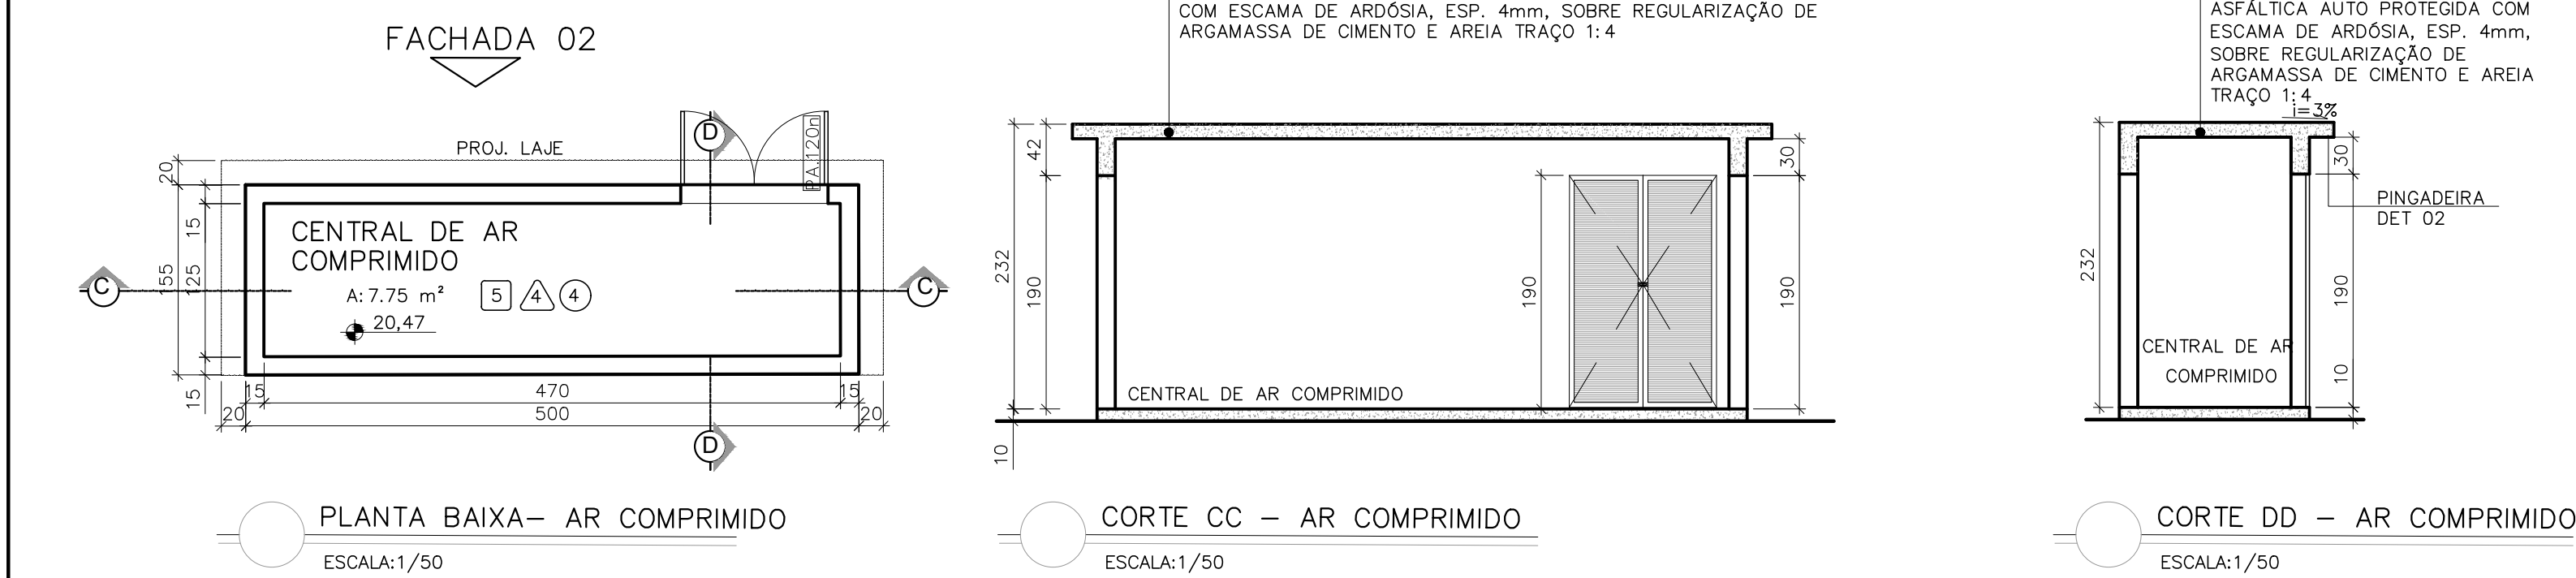 FACHADA 02
PROJ. LAJE
D
PA.120n
20
15
155
125
15
CENTRAL DE AR
COMPRIMIDO
A: 7.75 m²
5
4
4
20,47
C
C
15
470
15
20
500
20
D
PLANTA BAIXA– AR COMPRIMIDO
ESCALA:1/50
COM ESCAMA DE ARDÓSIA, ESP. 4mm, SOBRE REGULARIZAÇÃO DE
ARGAMASSA DE CIMENTO E AREIA TRAÇO 1:4
42
30
232
190
190
190
CENTRAL DE AR COMPRIMIDO
10
CORTE CC – AR COMPRIMIDO
ESCALA:1/50
ASFÁLTICA AUTO PROTEGIDA COM
ESCAMA DE ARDÓSIA, ESP. 4mm,
SOBRE REGULARIZAÇÃO DE
ARGAMASSA DE CIMENTO E AREIA
TRAÇO 1:4
i=3%
30
PINGADEIRA
DET 02
232
190
CENTRAL DE AR
COMPRIMIDO
10
CORTE DD – AR COMPRIMIDO
ESCALA:1/50